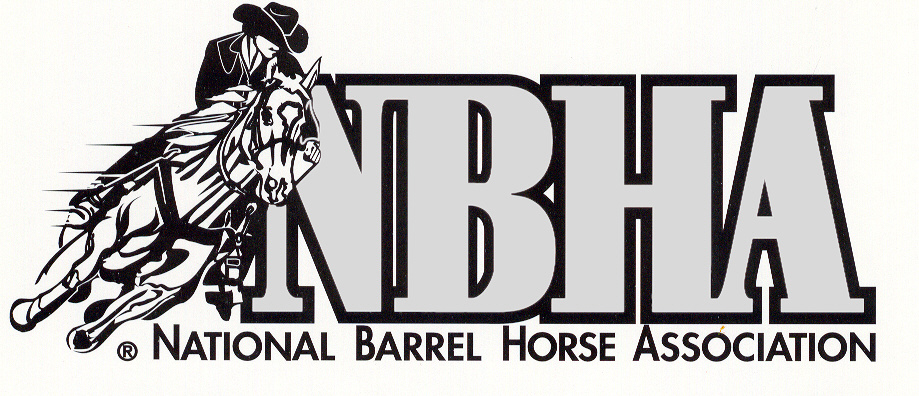 NBHA
® NATIONAL BARREL HORSE ASSOCIATION